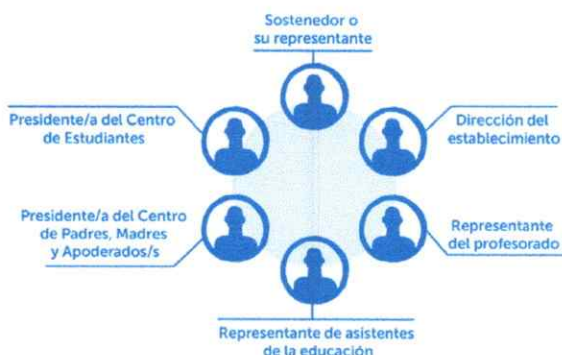 Sostenedor o
su representante
Presidente/a del Centro
de Estudiantes
Dirección del
establecimiento
Presidente/a del Centro
de Padres, Madres
y Apoderados/s
Representante
del profesorado
Representante de asistentes
de la educación